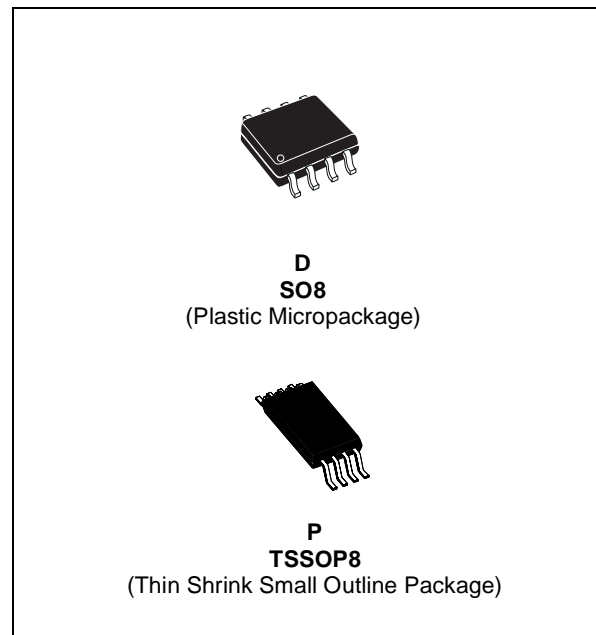 D
SO8
(Plastic Micropackage)
P
TSSOP8
(Thin Shrink Small Outline Package)